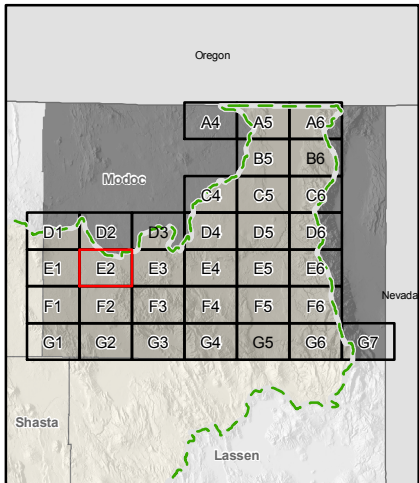 Oregon
A4 A5 A6
B5 B6
Modoc
C4 C5 C6
D1 D2 D3 D4 D5 D6
E1 E2 E3 E4 E5 E6
Nevada
F1 F2 F3 F4 F5 F6
G1 G2 G3 G4 G5 G6 G7
Shasta
Lassen